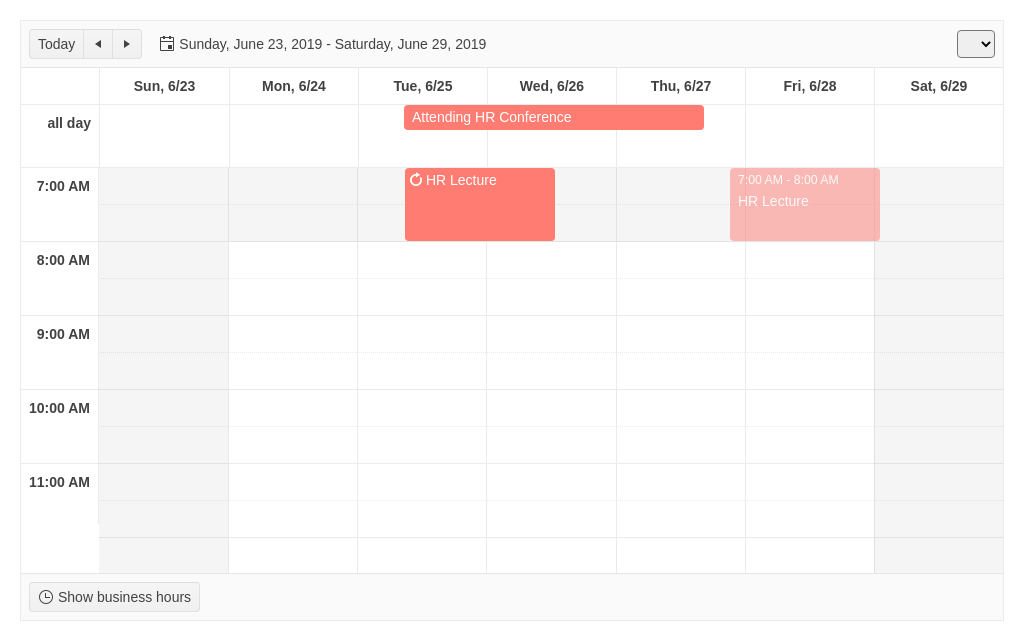 Today
Sunday, June 23, 2019 - Saturday, June 29, 2019
Sun, 6/23
Mon, 6/24
Tue, 6/25
Wed, 6/26
Thu, 6/27
Fri, 6/28
Sat, 6/29
all day
Attending HR Conference
7:00 AM
HR Lecture
7:00 AM - 8:00 AM
HR Lecture
8:00 AM
9:00 AM
10:00 AM
11:00 AM
Show business hours